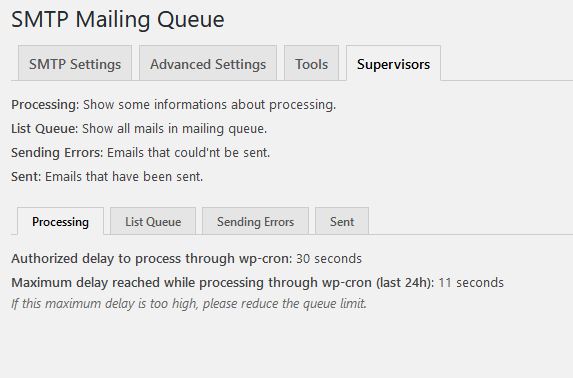 SMTP Mailing Queue
SMTP Settings
Advanced Settings
Tools
Supervisors
Processing: Show some informations about processing.
List Queue: Show all mails in mailing queue.
Sending Errors: Emails that could'nt be sent.
Sent: Emails that have been sent.
Processing
List Queue
Sending Errors
Sent
Authorized delay to process through wp-cron: 30 seconds
Maximum delay reached while processing through wp-cron (last 24h): 11 seconds
If this maximum delay is too high, please reduce the queue limit.